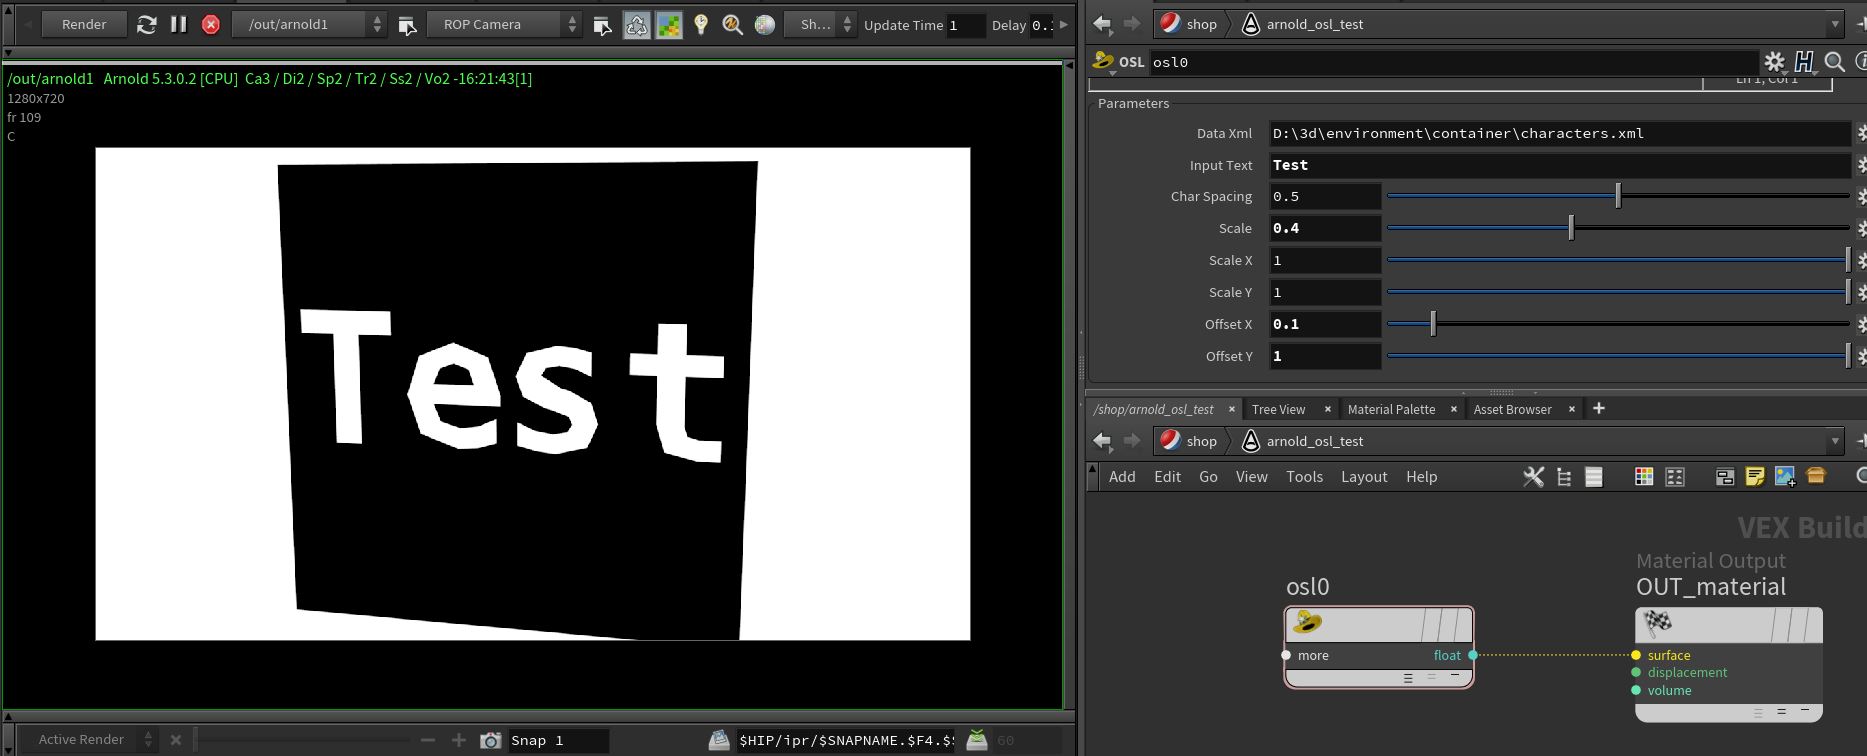 Render /out/arnold1 ROP Camera Sh... Update Time 1 Delay 0.
/out/arnold1 Arnold 5.3.0.2 [CPU] Ca3 / Di2 / Sp2 / Tr2 / Ss2 / Vo2 -16:21:43[1]
1280x720
fr 109
C
Test
Active Render Snap 1 $HIP/ipr/$SNAPNAME.$F4.$ 60
shop arnold_osl_test
OSL osl0
Ln 1, Col 1
Parameters
Data Xml D:\3d\environment\container\characters.xml
Input Text Test
Char Spacing 0.5
Scale 0.4
Scale X 1
Scale Y 1
Offset X 0.1
Offset Y 1
/shop/arnold_osl_test × Tree View × Material Palette × Asset Browser × +
shop arnold_osl_test
Add Edit Go View Tools Layout Help
VEX Build
Material Output
osl0 OUT_material
more float surface
displacement
volume